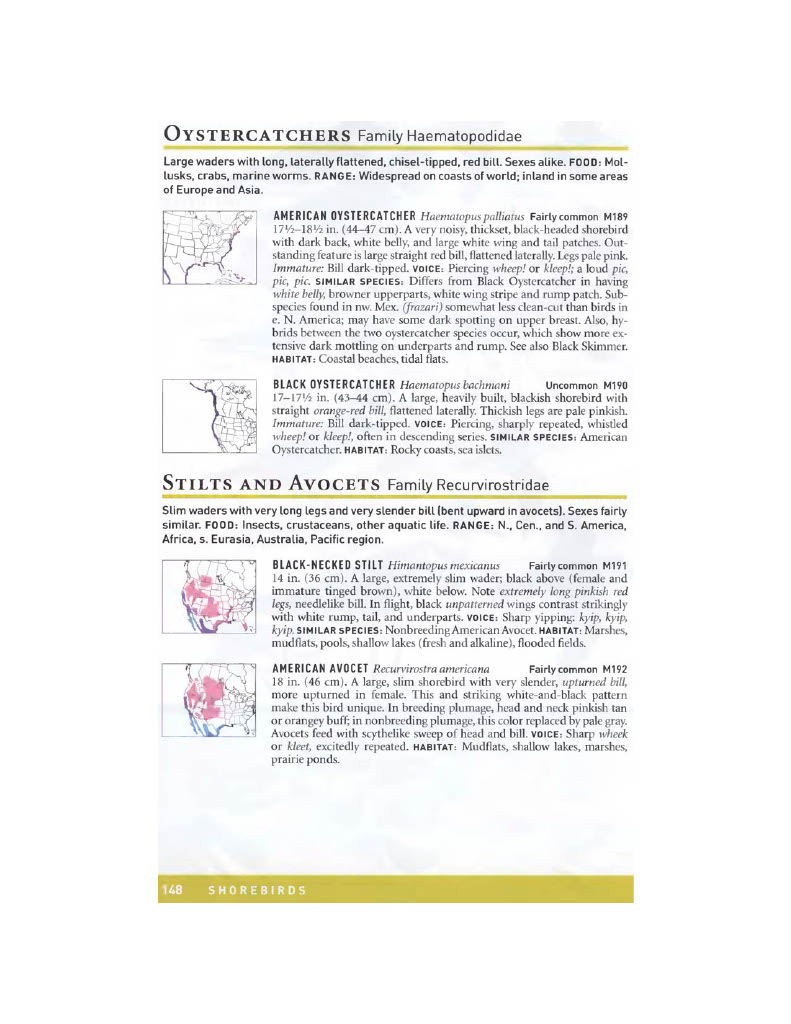 OYSTERCATCHERS Family Haematopodidae
Large waders with long, laterally flattened, chisel-tipped, red bill. Sexes alike. FOOD: Mol-
lusks, crabs, marine worms. RANGE: Widespread on coasts of world; inland in some areas
of Europe and Asia.
AMERICAN OYSTERCATCHER Haematopus palliatus Fairly common M189
17½–18½ in. (44–47 cm). A very noisy, thickset, black-headed shorebird
with dark back, white belly, and large white wing and tail patches. Out-
standing feature is large straight red bill, flattened laterally. Legs pale pink.
Immature: Bill dark-tipped. VOICE: Piercing wheep! or kleep!; a loud pic,
pic, pic. SIMILAR SPECIES: Differs from Black Oystercatcher in having
white belly, browner upperparts, white wing stripe and rump patch. Sub-
species found in nw. Mex. (frazari) somewhat less clean-cut than birds in
e. N. America; may have some dark spotting on upper breast. Also, hy-
brids between the two oystercatcher species occur, which show more ex-
tensive dark mottling on underparts and rump. See also Black Skimmer.
HABITAT: Coastal beaches, tidal flats.
BLACK OYSTERCATCHER Haematopus bachmani Uncommon M190
17–17½ in. (43–44 cm). A large, heavily built, blackish shorebird with
straight orange-red bill, flattened laterally. Thickish legs are pale pinkish.
Immature: Bill dark-tipped. VOICE: Piercing, sharply repeated, whistled
wheep! or kleep!, often in descending series. SIMILAR SPECIES: American
Oystercatcher. HABITAT: Rocky coasts, sea islets.
STILTS AND AVOCETS Family Recurvirostridae
Slim waders with very long legs and very slender bill (bent upward in avocets). Sexes fairly
similar. FOOD: Insects, crustaceans, other aquatic life. RANGE: N., Cen., and S. America,
Africa, s. Eurasia, Australia, Pacific region.
BLACK-NECKED STILT Himantopus mexicanus Fairly common M191
14 in. (36 cm). A large, extremely slim wader; black above (female and
immature tinged brown), white below. Note extremely long pinkish red
legs, needlelike bill. In flight, black unpatterned wings contrast strikingly
with white rump, tail, and underparts. VOICE: Sharp yipping: kyip, kyip,
kyip. SIMILAR SPECIES: Nonbreeding American Avocet. HABITAT: Marshes,
mudflats, pools, shallow lakes (fresh and alkaline), flooded fields.
AMERICAN AVOCET Recurvirostra americana Fairly common M192
18 in. (46 cm). A large, slim shorebird with very slender, upturned bill,
more upturned in female. This and striking white-and-black pattern
make this bird unique. In breeding plumage, head and neck pinkish tan
or orangey buff; in nonbreeding plumage, this color replaced by pale gray.
Avocets feed with scythelike sweep of head and bill. VOICE: Sharp wheek
or kleet, excitedly repeated. HABITAT: Mudflats, shallow lakes, marshes,
prairie ponds.
148 SHOREBIRDS